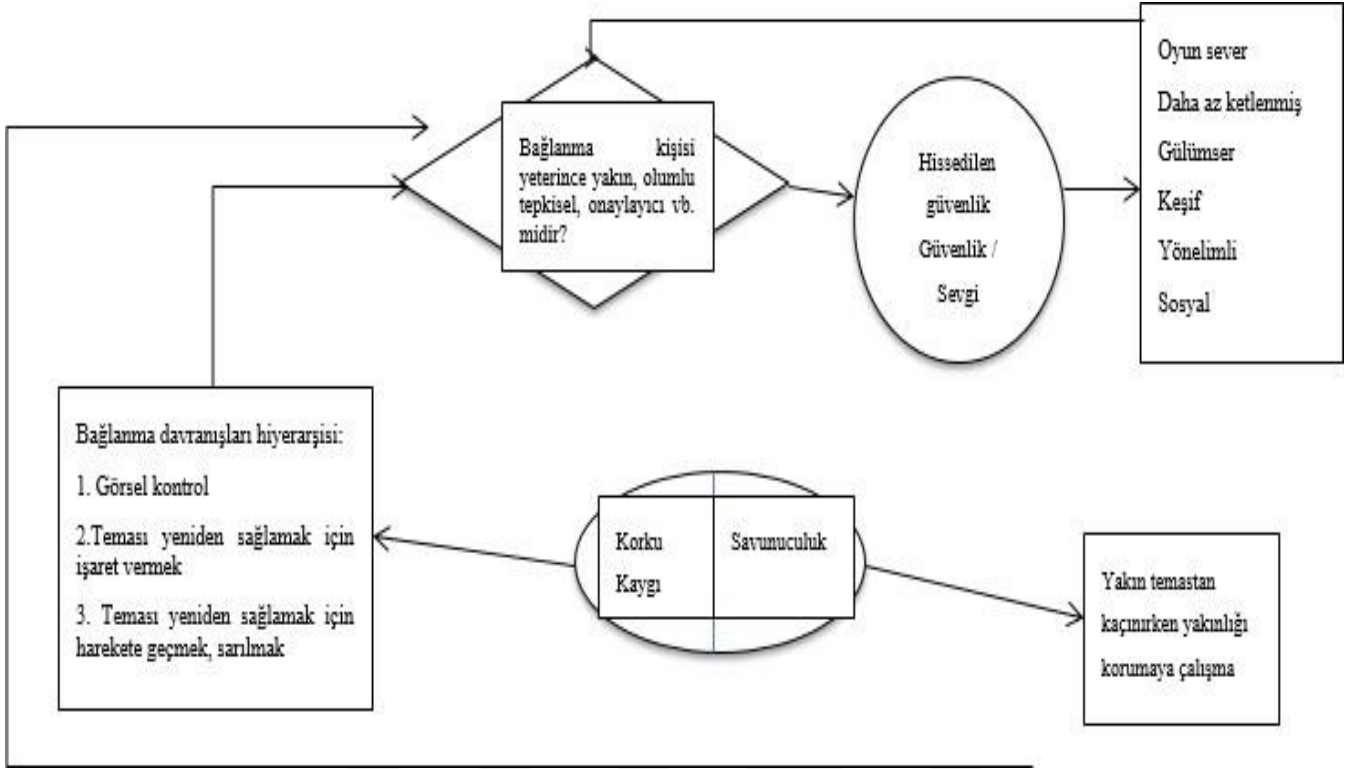 Bağlanma kişisi
yeterince yakın, olumlu
tepkisel, onaylayıcı vb.
midir?
Hissedilen
güvenlik
Güvenlik /
Sevgi
Oyun sever
Daha az ketlenmiş
Gülümser
Keşif
Yönelimli
Sosyal
Bağlanma davranışları hiyerarşisi:
1. Görsel kontrol
2.Teması yeniden sağlamak için
işaret vermek
3. Teması yeniden sağlamak için
harekete geçmek, sarılmak
Korku
Kaygı
Savunuculuk
Yakın temastan
kaçınırken yakınlığı
korumaya çalışma